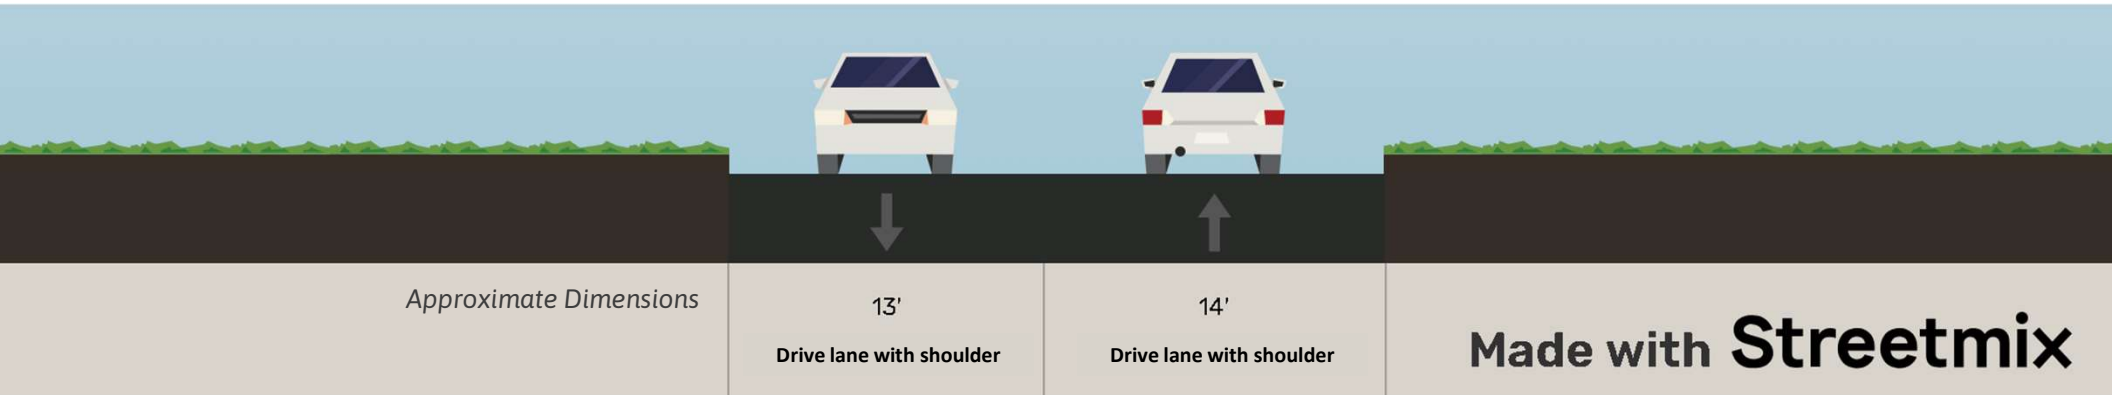 Approximate Dimensions
13'
14'
Drive lane with shoulder
Drive lane with shoulder
Made with Streetmix